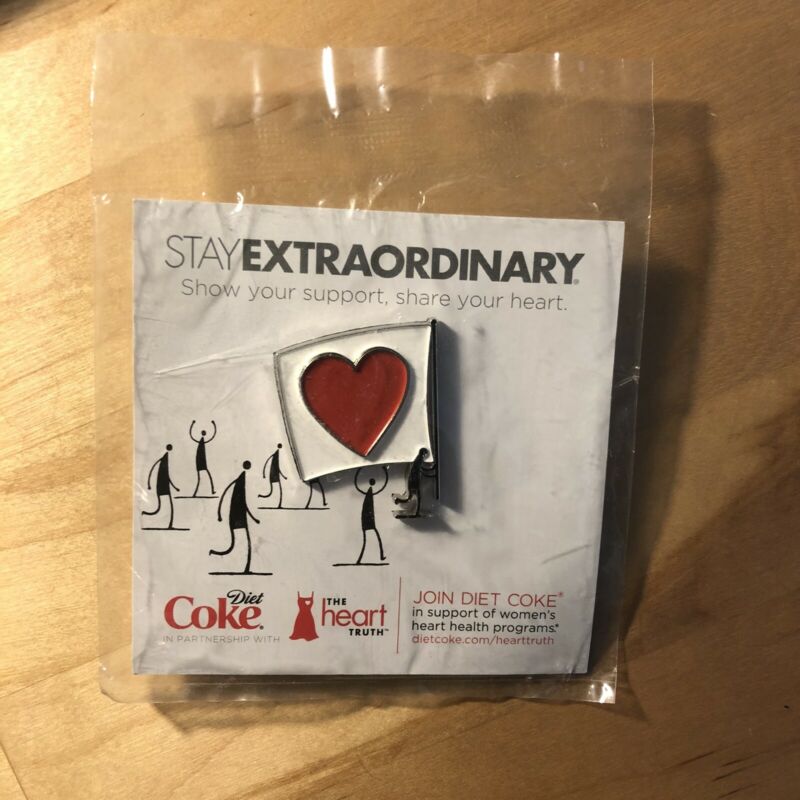 STAYEXTRAORDINARY®
Show your support, share your heart.
Diet
Coke®
IN PARTNERSHIP WITH
THE
heart
TRUTH™
JOIN DIET COKE®
in support of women's
heart health programs.*
dietcoke.com/hearttruth